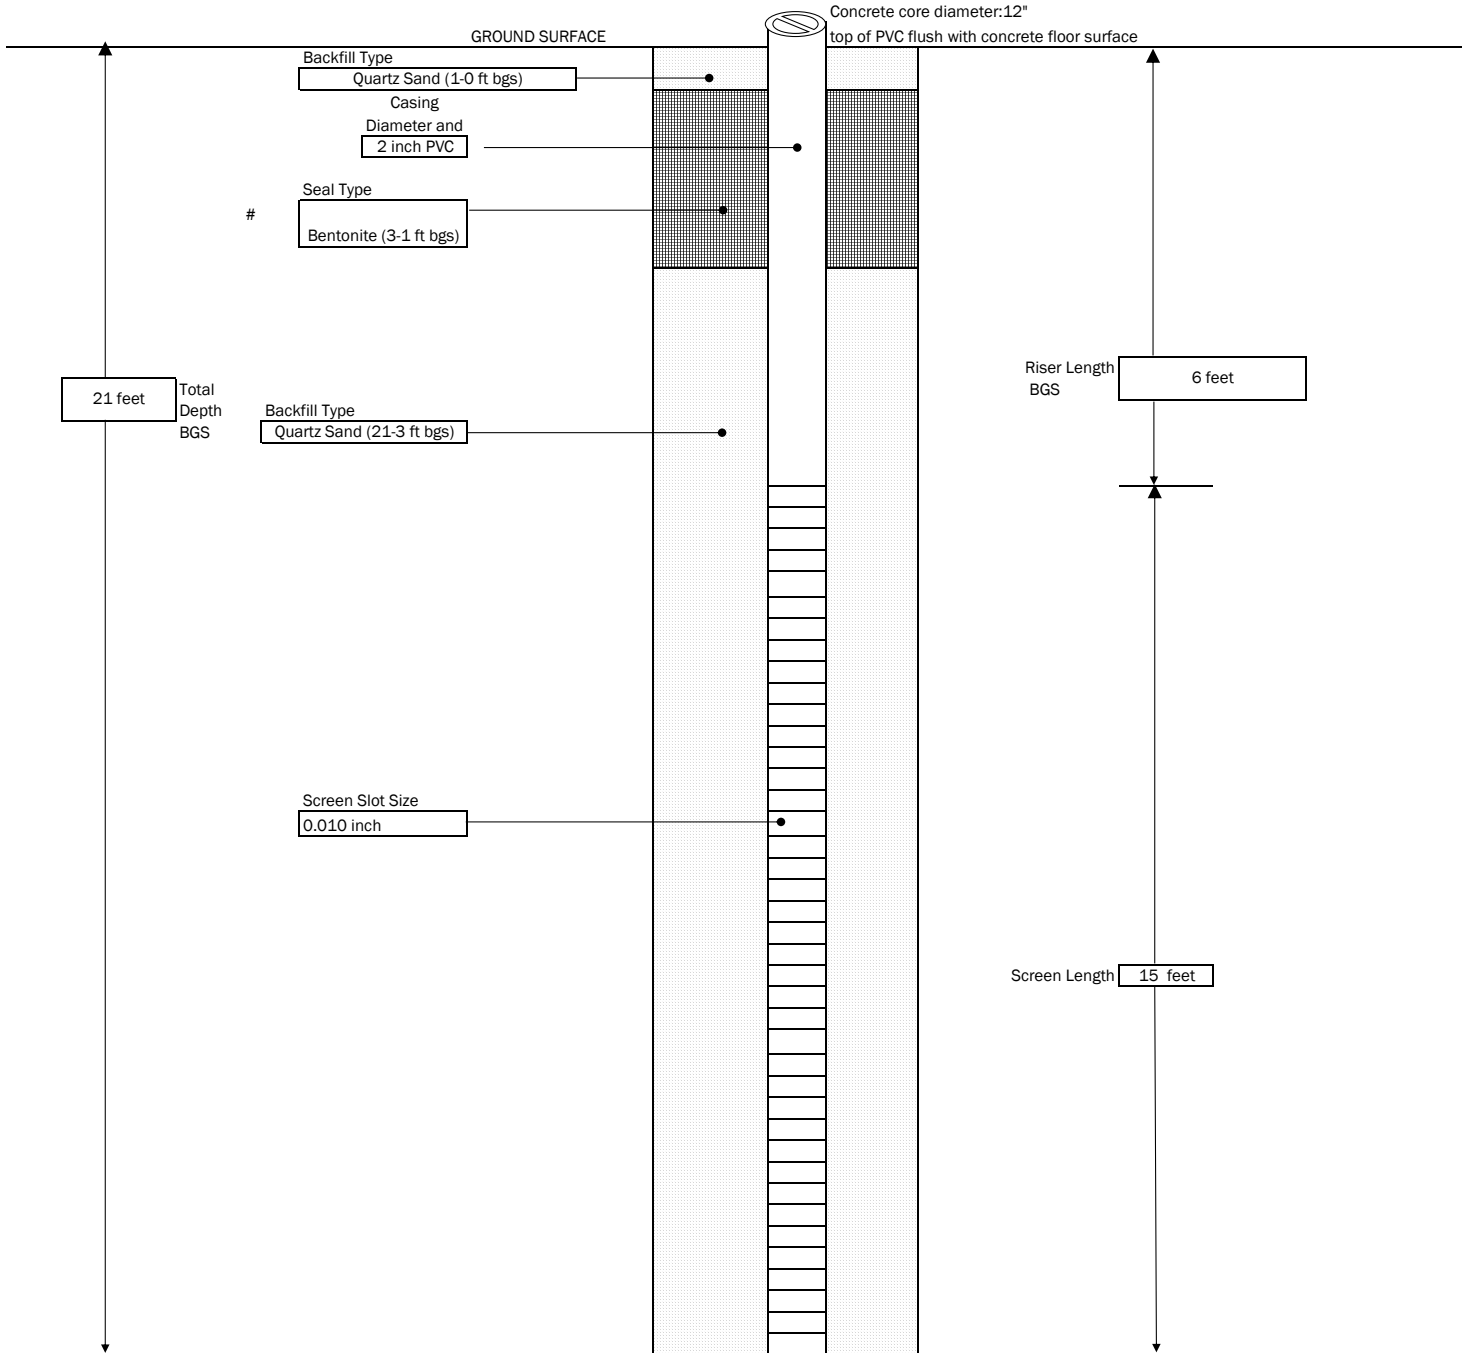 Concrete core diameter:12"
GROUND SURFACE
top of PVC flush with concrete floor surface
Backfill Type
Quartz Sand (1-0 ft bgs)
Casing
Diameter and
2 inch PVC
Seal Type
#
Bentonite (3-1 ft bgs)
Riser Length
BGS
6 feet
21 feet
Total
Depth
BGS
Backfill Type
Quartz Sand (21-3 ft bgs)
Screen Slot Size
0.010 inch
Screen Length
15 feet